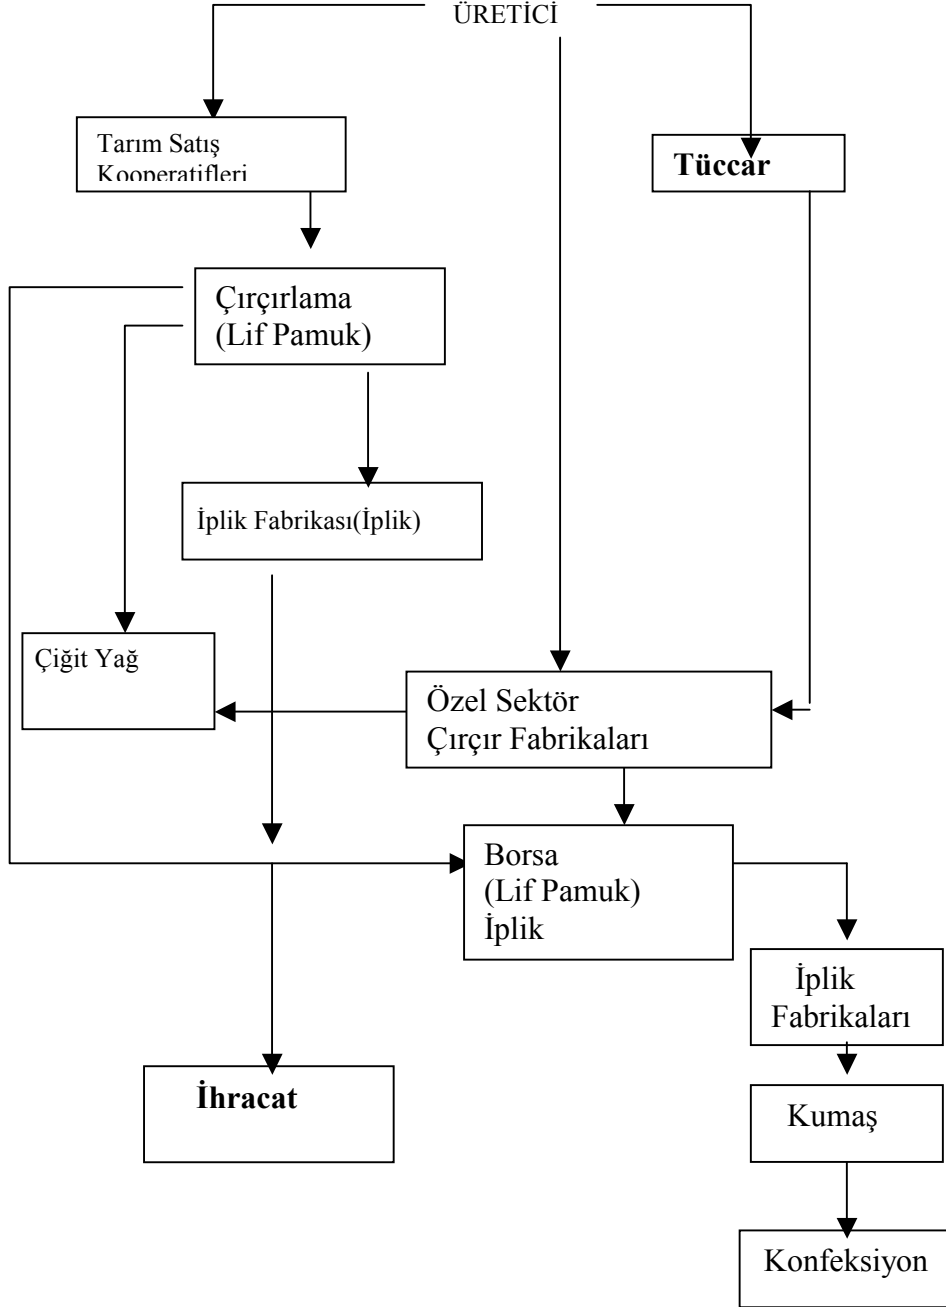 ÜRETİCİ
Tarım Satış
Kooperatifleri
Tüccar
Çırçırlama
(Lif Pamuk)
İplik Fabrikası(İplik)
Çiğit Yağ
Özel Sektör
Çırçır Fabrikaları
Borsa
(Lif Pamuk)
İplik
İplik
Fabrikaları
İhracat
Kumaş
Konfeksiyon